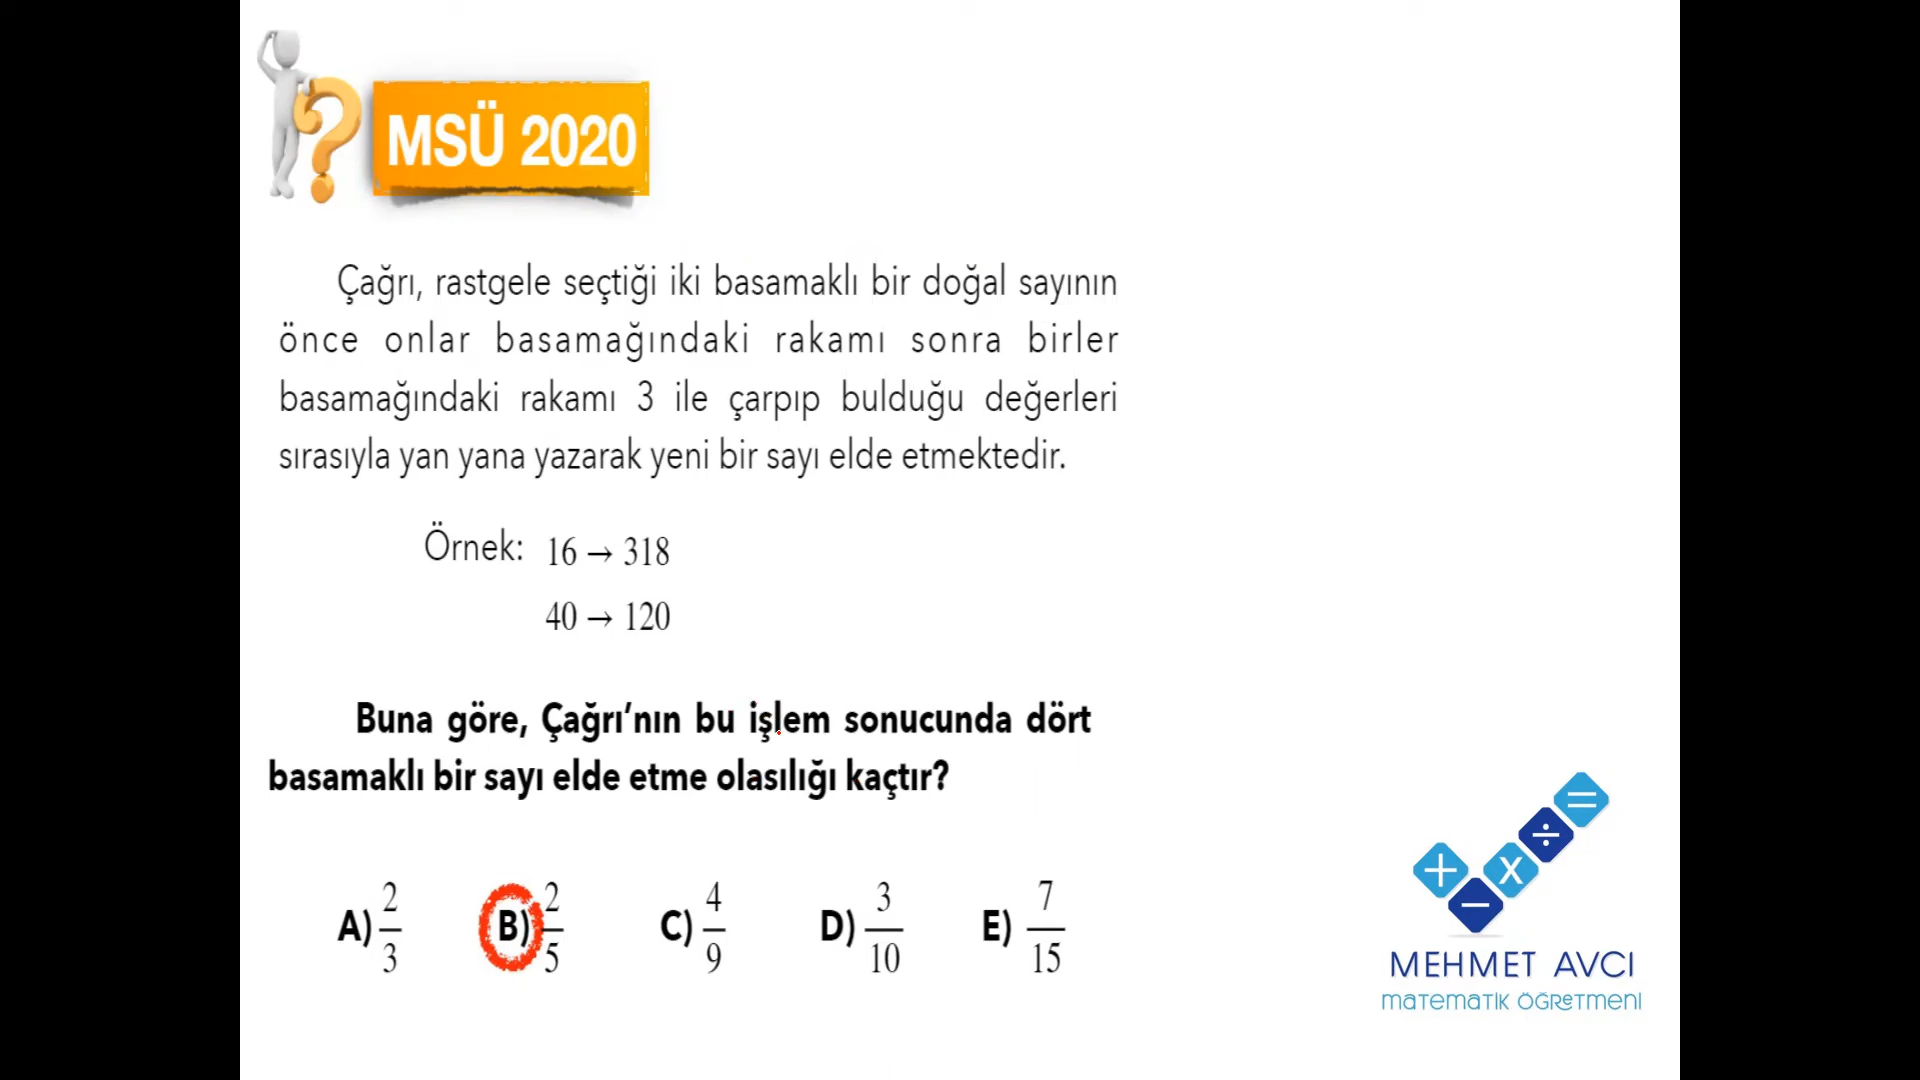 MSÜ 2020
Çağrı, rastgele seçtiği iki basamaklı bir doğal sayının
önce onlar basamağındaki rakamı sonra birler
basamağındaki rakamı 3 ile çarpıp bulduğu değerleri
sırasıyla yan yana yazarak yeni bir sayı elde etmektedir.
Örnek: 16 → 318
40 → 120
Buna göre, Çağrı’nın bu işlem sonucunda dört
basamaklı bir sayı elde etme olasılığı kaçtır?
A) 2/3 B) 2/5 C) 4/9 D) 3/10 E) 7/15
MEHMET AVCI
matematik öğretmeni